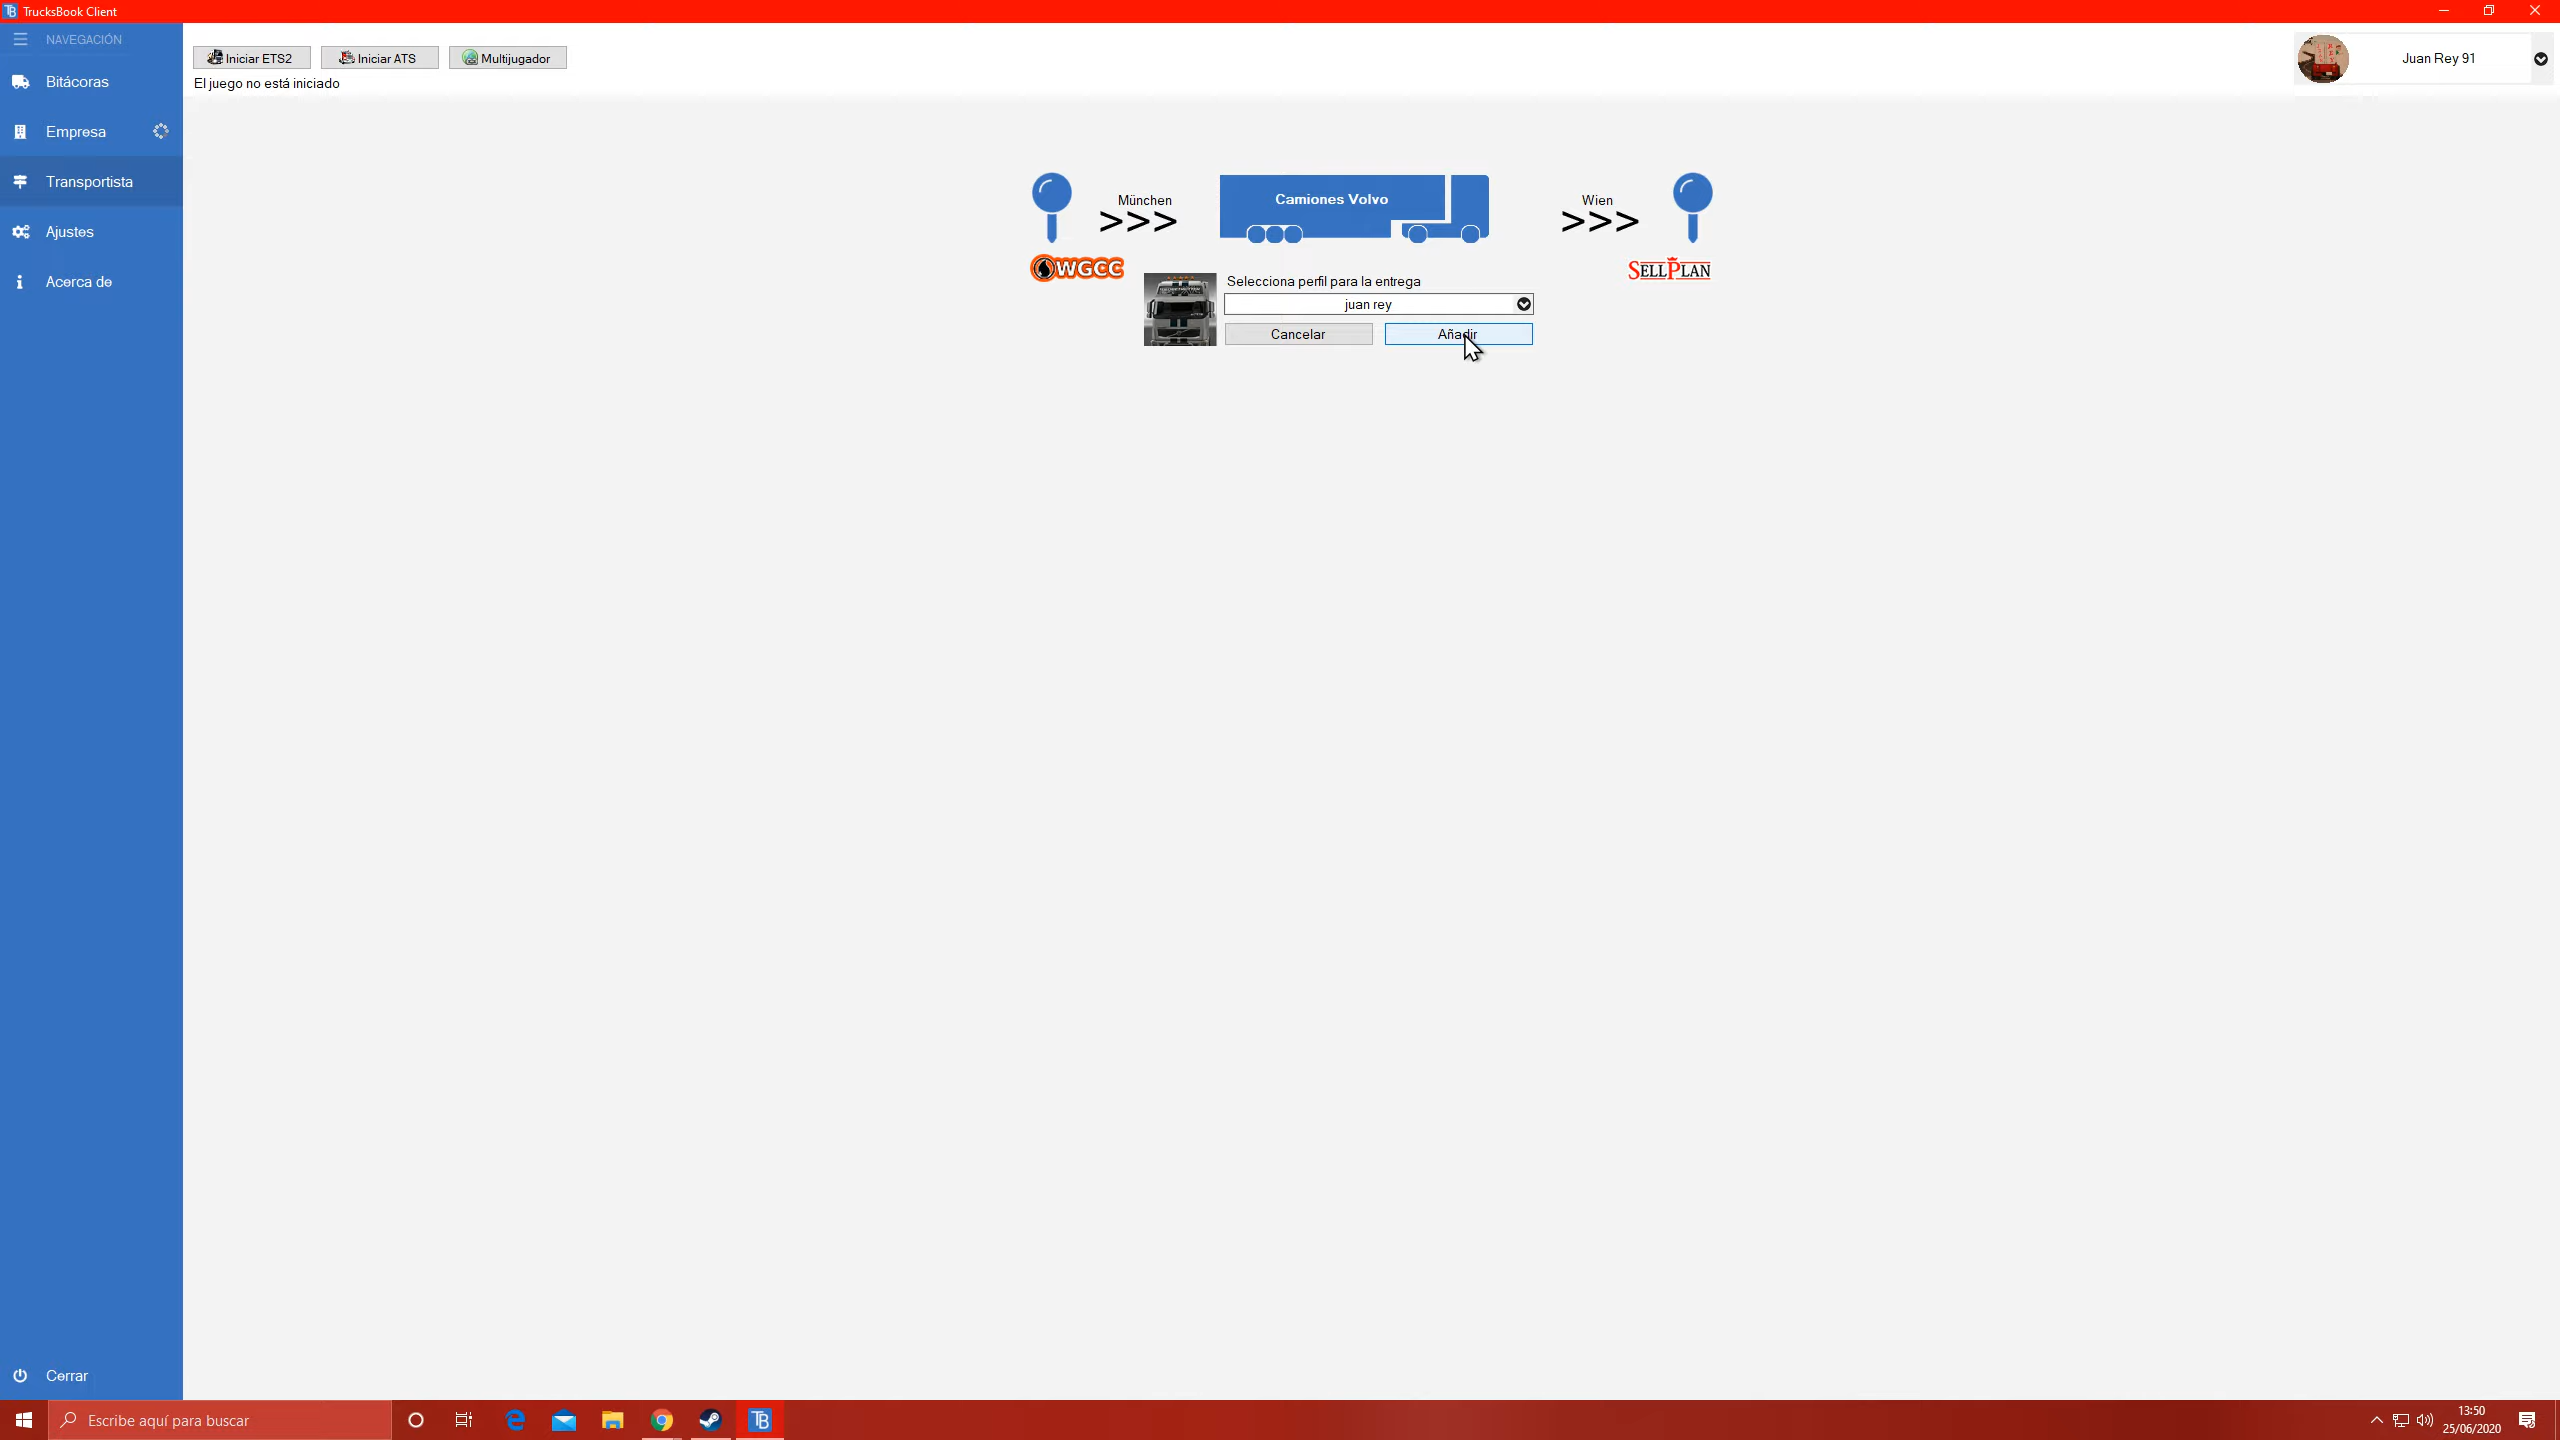 TrucksBook Client
NAVEGACIÓN
Bitácoras
Empresa
Transportista
Ajustes
Acerca de
Cerrar
Iniciar ETS2
Iniciar ATS
Multijugador
El juego no está iniciado
Juan Rey 91
München
>>>
Camiones Volvo
Wien
>>>
WGCC
SELLPLAN
Selecciona perfil para la entrega
juan rey
Cancelar
Añadir
Escribe aquí para buscar
TB
13:50
25/06/2020